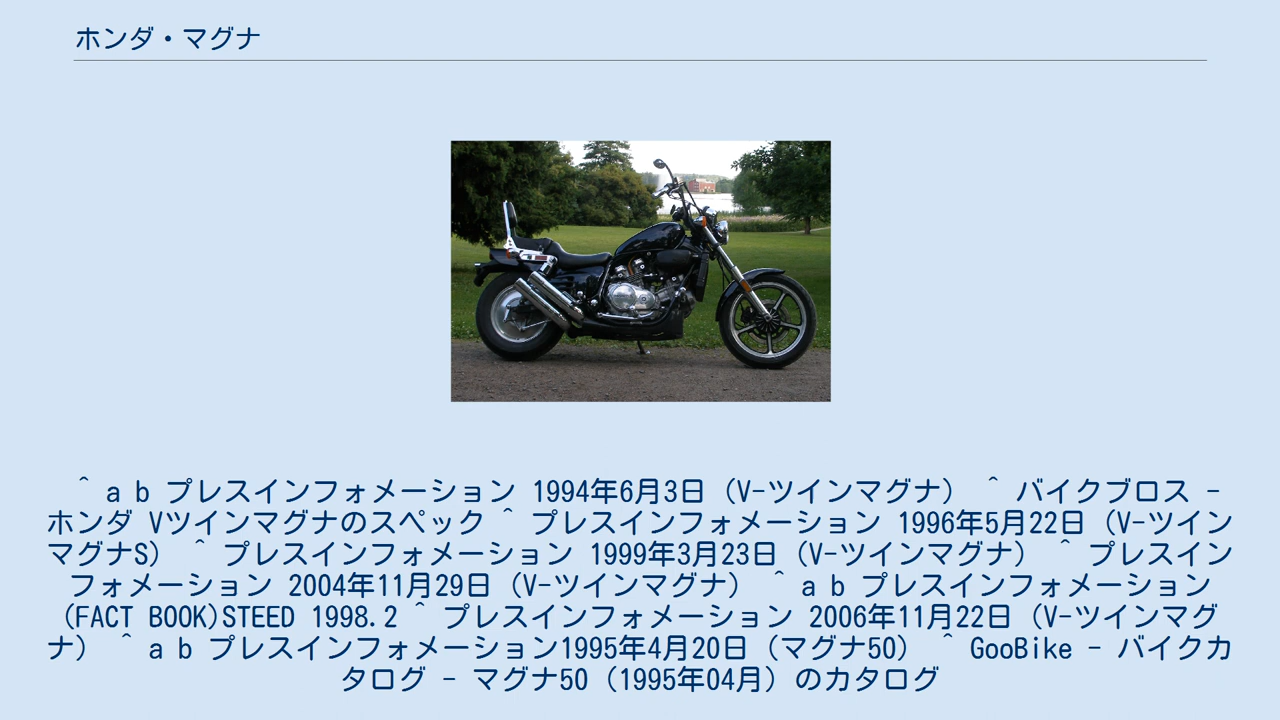 ホンダ・マグナ
^ a b プレスインフォメーション 1994年6月3日（V-ツインマグナ） ^ バイクブロス -
ホンダ Vツインマグナのスペック ^ プレスインフォメーション 1996年5月22日（V-ツイン
マグナS） ^ プレスインフォメーション 1999年3月23日（V-ツインマグナ） ^ プレスイン
フォメーション 2004年11月29日（V-ツインマグナ） ^ a b プレスインフォメーション
(FACT BOOK)STEED 1998.2 ^ プレスインフォメーション 2006年11月22日（V-ツインマグ
ナ） ^ a b プレスインフォメーション1995年4月20日（マグナ50） ^ GooBike - バイクカ
タログ - マグナ50（1995年04月）のカタログ